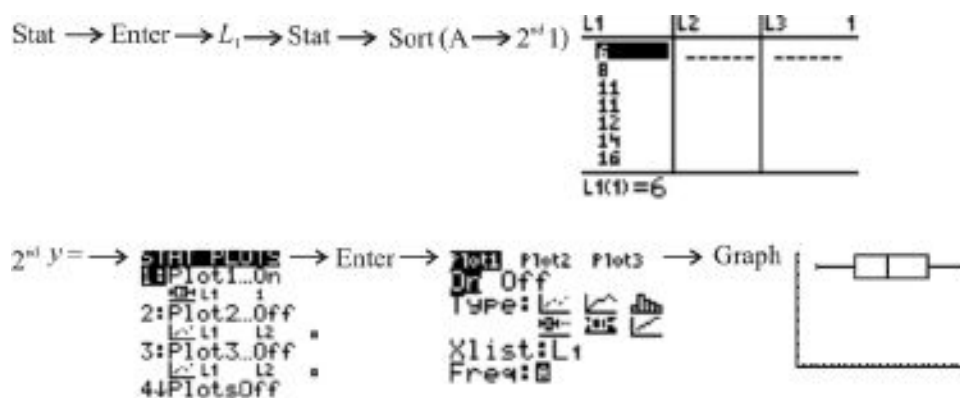 Stat → Enter → L₁ → Stat → Sort (A → 2ⁿᵈ 1)
L1 L2 L3 1
6 ------ ------
8
11
11
12
14
16
L1(1)=6
2ⁿᵈ y= → STAT PLOTS → Enter → Plot1 Plot2 Plot3 → Graph
1:Plot1...On
L1 1
2:Plot2...Off
L1 L2
3:Plot3...Off
L1 L2
4↓PlotsOff
On Off
Type:
Xlist:L1
Freq: